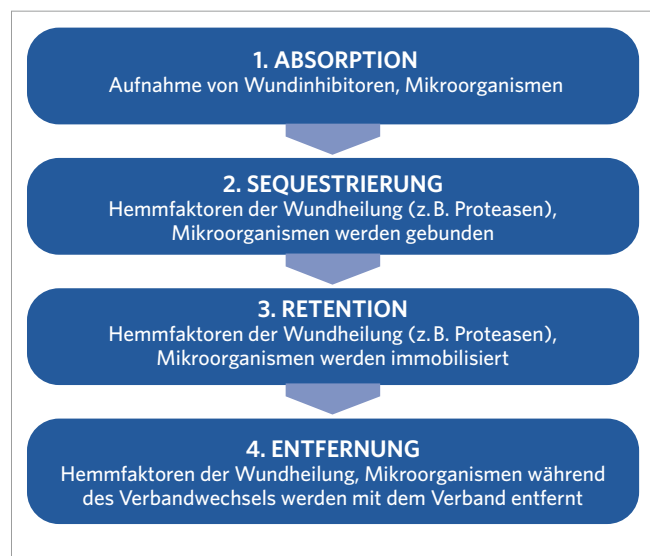 1. ABSORPTION
Aufnahme von Wundinhibitoren, Mikroorganismen
2. SEQUESTRIERUNG
Hemmfaktoren der Wundheilung (z. B. Proteasen),
Mikroorganismen werden gebunden
3. RETENTION
Hemmfaktoren der Wundheilung (z. B. Proteasen),
Mikroorganismen werden immobilisiert
4. ENTFERNUNG
Hemmfaktoren der Wundheilung, Mikroorganismen während
des Verbandwechsels werden mit dem Verband entfernt